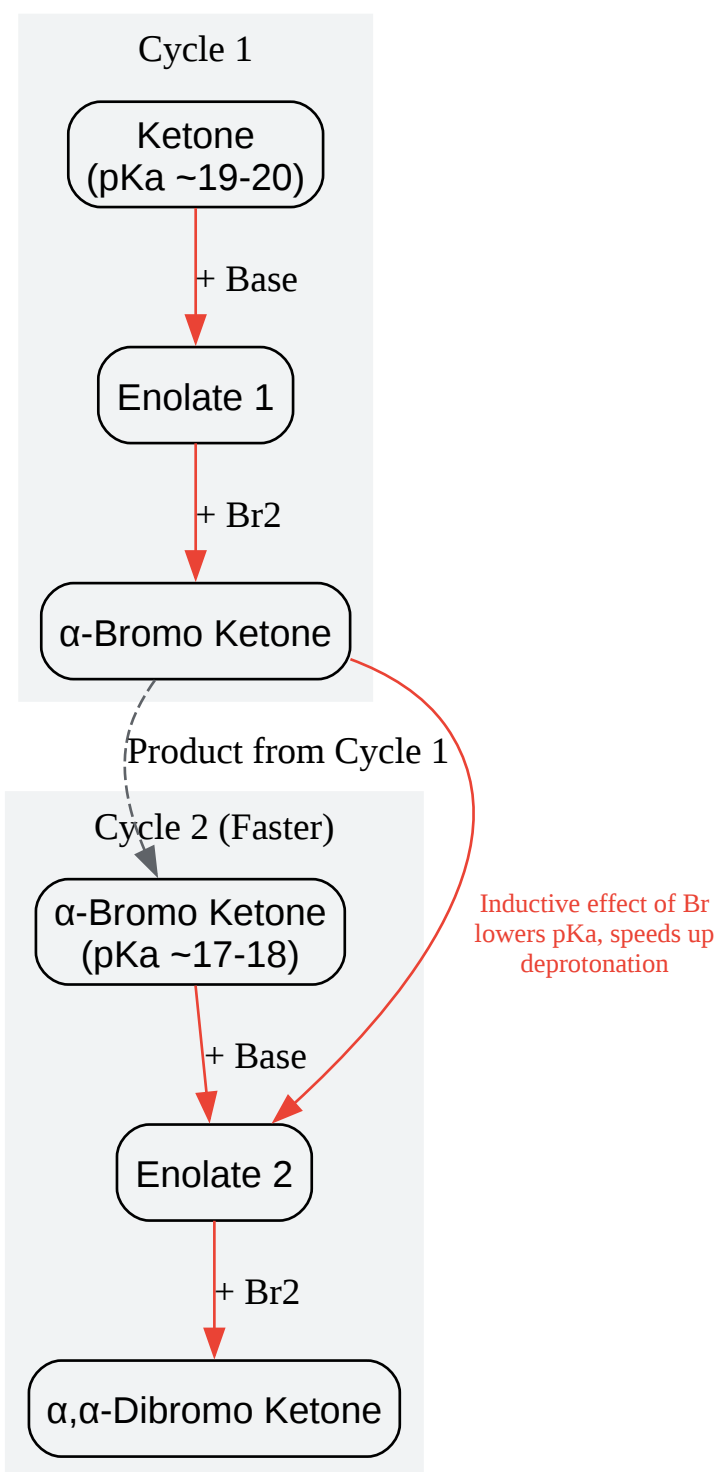 Cycle 1
Ketone
(pKa ~19-20)
+ Base
Enolate 1
+ Br2
α-Bromo Ketone
Product from Cycle 1
Cycle 2 (Faster)
α-Bromo Ketone
(pKa ~17-18)
Inductive effect of Br
lowers pKa, speeds up
deprotonation
+ Base
Enolate 2
+ Br2
α,α-Dibromo Ketone